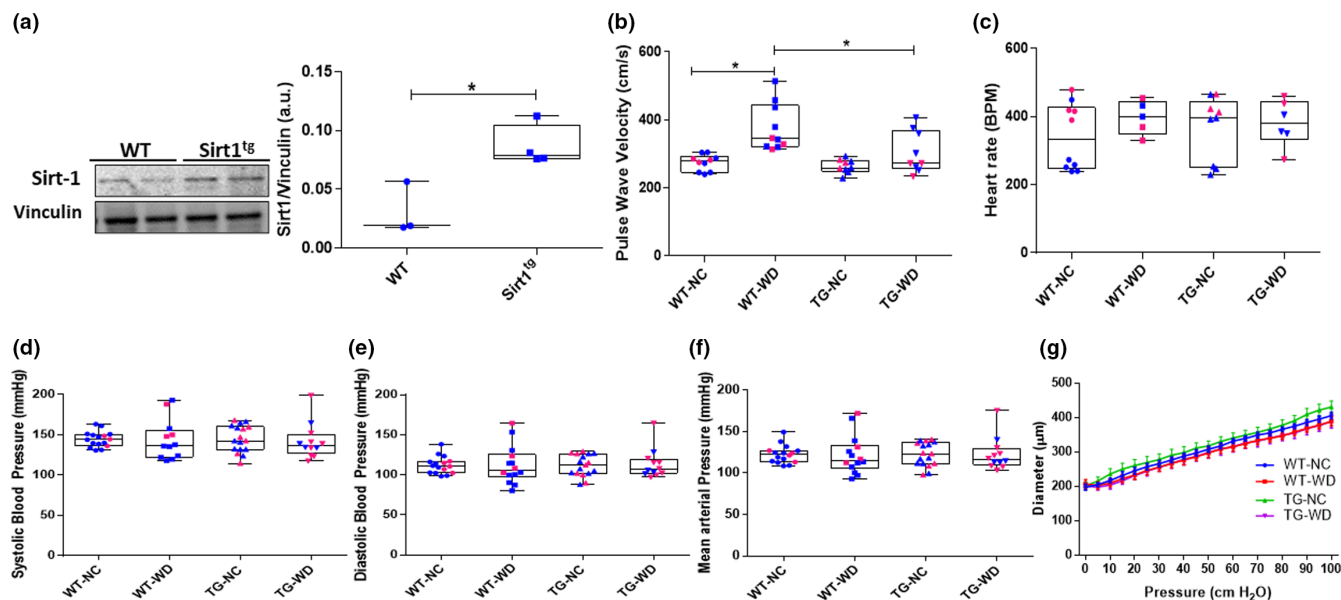 (a)
WT Sirt1tg
Sirt-1
Vinculin
Sirt1/Vinculin (a.u.)
0.15
0.10
0.05
0.00
*
WT
Sirt1tg
(b)
Pulse Wave Velocity (cm/s)
600
400
200
0
*
*
WT-NC
WT-WD
TG-NC
TG-WD
(c)
Heart rate (BPM)
600
400
200
0
WT-NC
WT-WD
TG-NC
TG-WD
(d)
Systolic Blood Pressure (mmHg)
200
150
100
50
0
WT-NC
WT-WD
TG-NC
TG-WD
(e)
Diastolic Blood Pressure (mmHg)
200
150
100
50
0
WT-NC
WT-WD
TG-NC
TG-WD
(f)
Mean arterial Pressure (mmHg)
200
150
100
50
0
WT-NC
WT-WD
TG-NC
TG-WD
(g)
Diameter (µm)
500
400
300
200
100
0
WT-NC
WT-WD
TG-NC
TG-WD
0 10 20 30 40 50 60 70 80 90 100
Pressure (cm H2O)